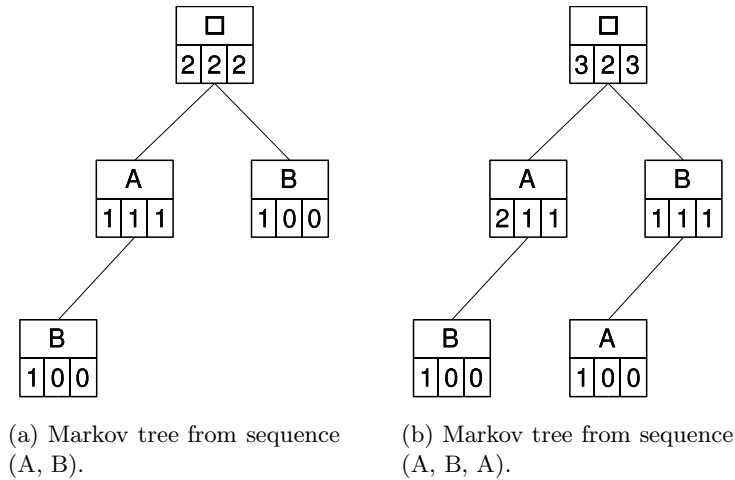 □ □
2 2 2 3 2 3
A B A B
1 1 1 1 0 0 2 1 1 1 1 1
B B A
1 0 0 1 0 0 1 0 0
(a) Markov tree from sequence
(A, B).
(b) Markov tree from sequence
(A, B, A).